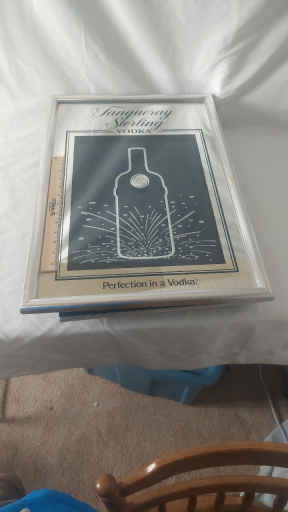 Tanqueray
Sterling
VODKA
Perfection in a Vodka.